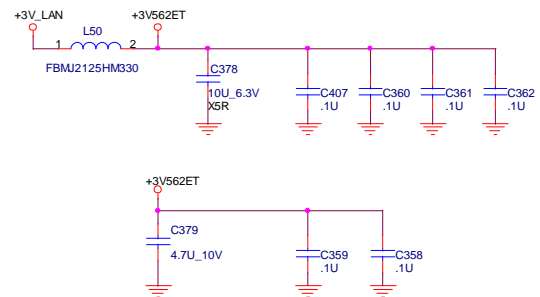 +3V_LAN
+3V562ET
L50
1
2
FBMJ2125HM330
C378
10U_6.3V
X5R
C407
.1U
C360
.1U
C361
.1U
C362
.1U
+3V562ET
C379
4.7U_10V
C359
.1U
C358
.1U